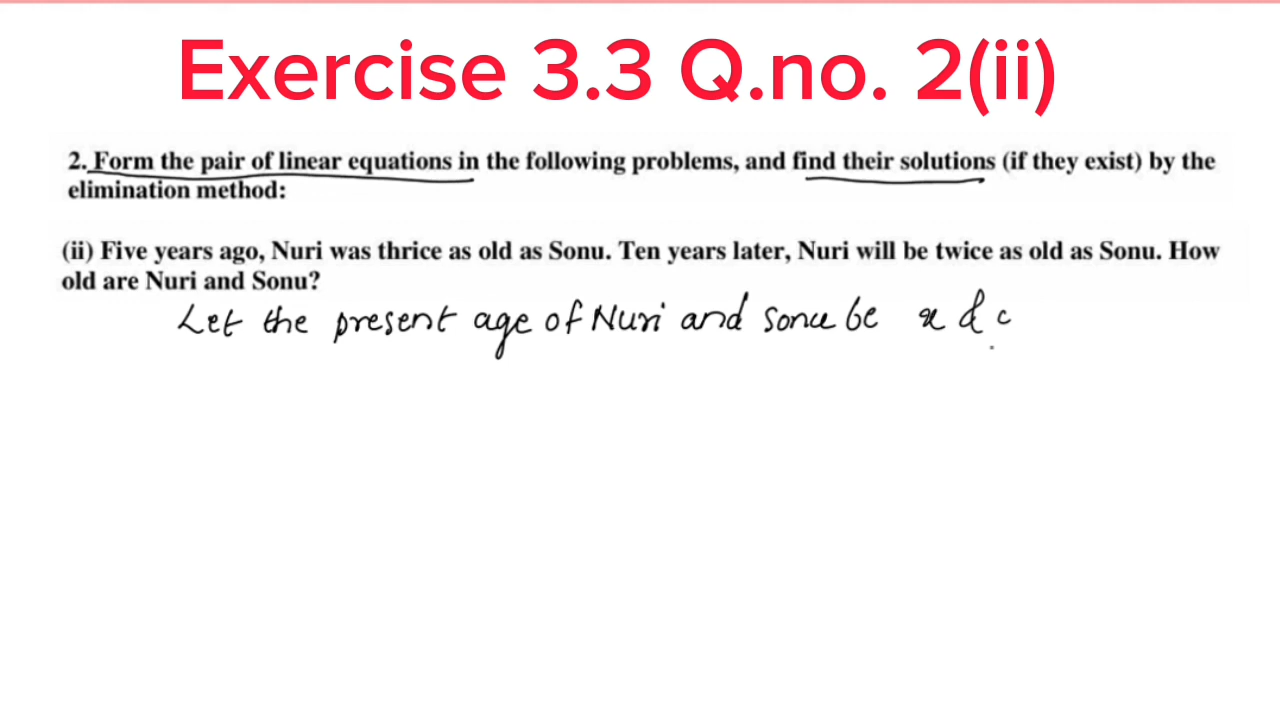 Exercise 3.3 Q.no. 2(ii)
2. Form the pair of linear equations in the following problems, and find their solutions (if they exist) by the
elimination method:
(ii) Five years ago, Nuri was thrice as old as Sonu. Ten years later, Nuri will be twice as old as Sonu. How
old are Nuri and Sonu?
Let the present age of Nuri and sonu be x &